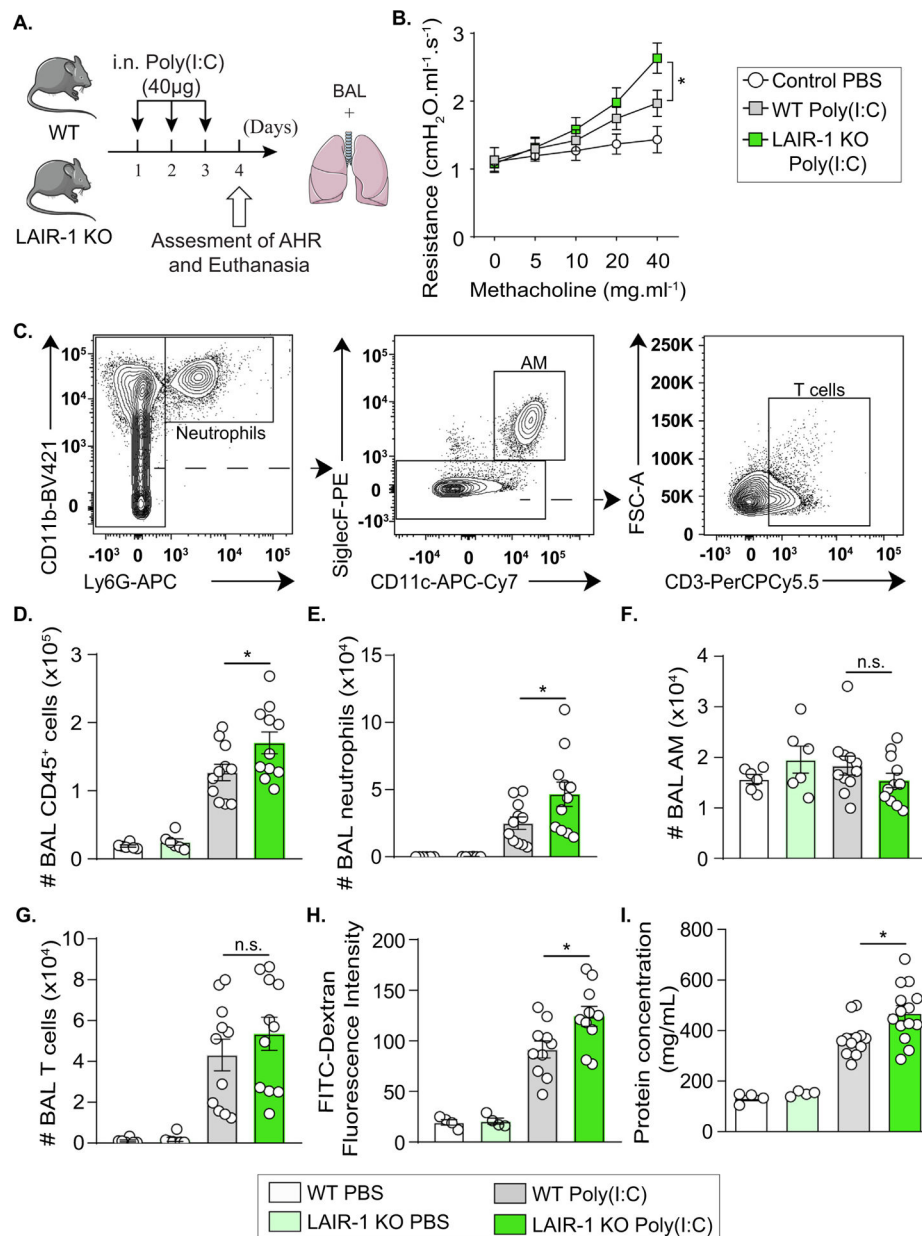 A.
WT
LAIR-1 KO
i.n. Poly(I:C)
(40µg)
(Days)
1 2 3 4
Assesment of AHR
and Euthanasia
BAL
+
B.
Resistance (cmH2O.ml-1.s-1)
3
2
1
0
0 5 10 20 40
Methacholine (mg.ml-1)
*
Control PBS
WT Poly(I:C)
LAIR-1 KO
Poly(I:C)
C.
CD11b-BV421
10⁵
10⁴
10³
0
Neutrophils
-10³ 0 10³ 10⁴ 10⁵
Ly6G-APC
SiglecF-PE
10⁵
10⁴
10³
0
-10³
AM
-10³ 0 10³ 10⁴ 10⁵
CD11c-APC-Cy7
FSC-A
250K
200K
150K
100K
50K
0
T cells
-10³ 0 10³ 10⁴ 10⁵
CD3-PerCPCy5.5
D.
# BAL CD45⁺ cells (x10⁵)
3
2
1
0
*
E.
# BAL neutrophils (x10⁴)
15
10
5
0
*
F.
# BAL AM (x10⁴)
4
3
2
1
0
n.s.
G.
# BAL T cells (x10⁴)
10
8
6
4
2
0
n.s.
H.
FITC-Dextran
Fluorescence Intensity
200
150
100
50
0
*
I.
Protein concentration
(mg/mL)
800
600
400
200
0
*
WT PBS
WT Poly(I:C)
LAIR-1 KO PBS
LAIR-1 KO Poly(I:C)